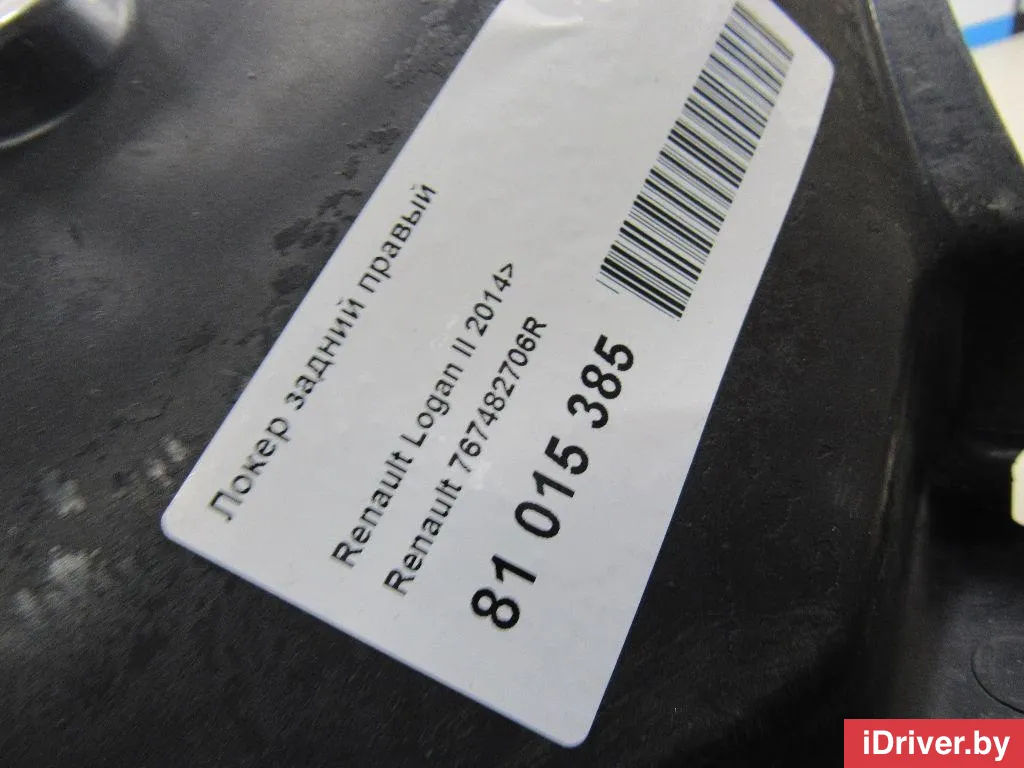 Локер задний правый
Renault Logan II 2014>
Renault 767482706R
81 015 385
iDriver.by